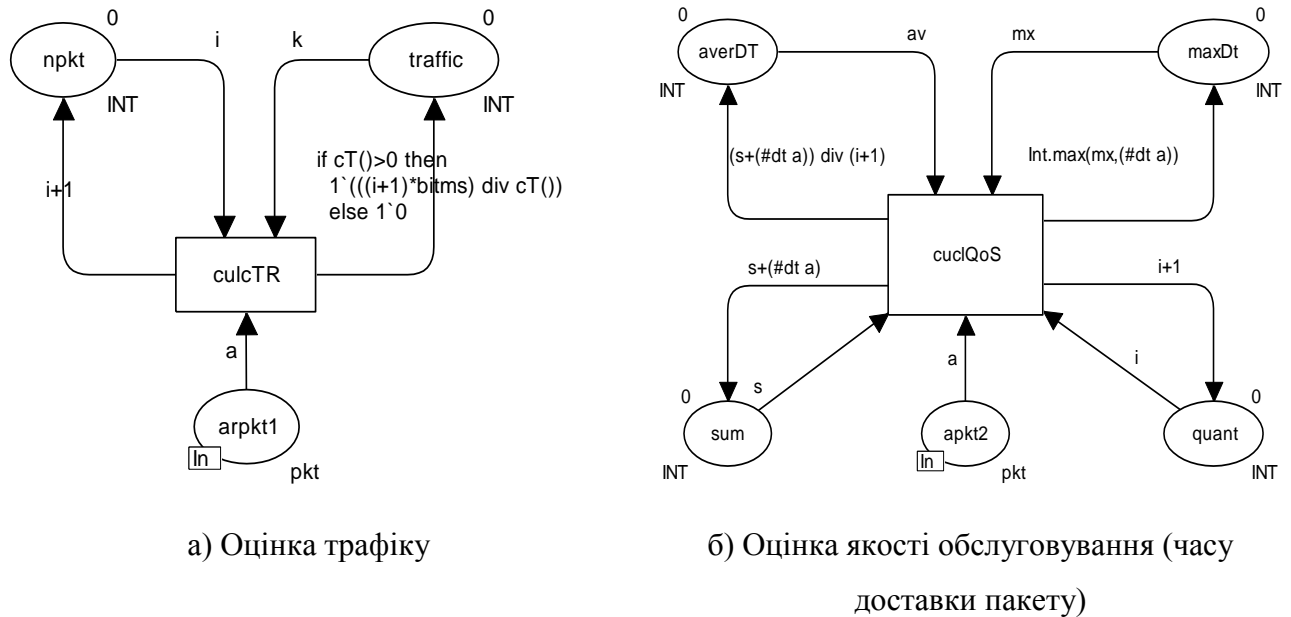 0
npkt
INT
i
k
0
traffic
INT
i+1
if cT()>0 then
1`(((i+1)*bitms) div cT())
else 1`0
culcTR
a
arpkt1
In
pkt
а) Оцінка трафіку
0
averDT
INT
av
mx
0
maxDt
INT
(s+(#dt a)) div (i+1)
Int.max(mx,(#dt a))
cuclQoS
s+(#dt a)
i+1
s
a
i
0
sum
INT
apkt2
In
pkt
0
quant
INT
б) Оцінка якості обслуговування (часу
доставки пакету)